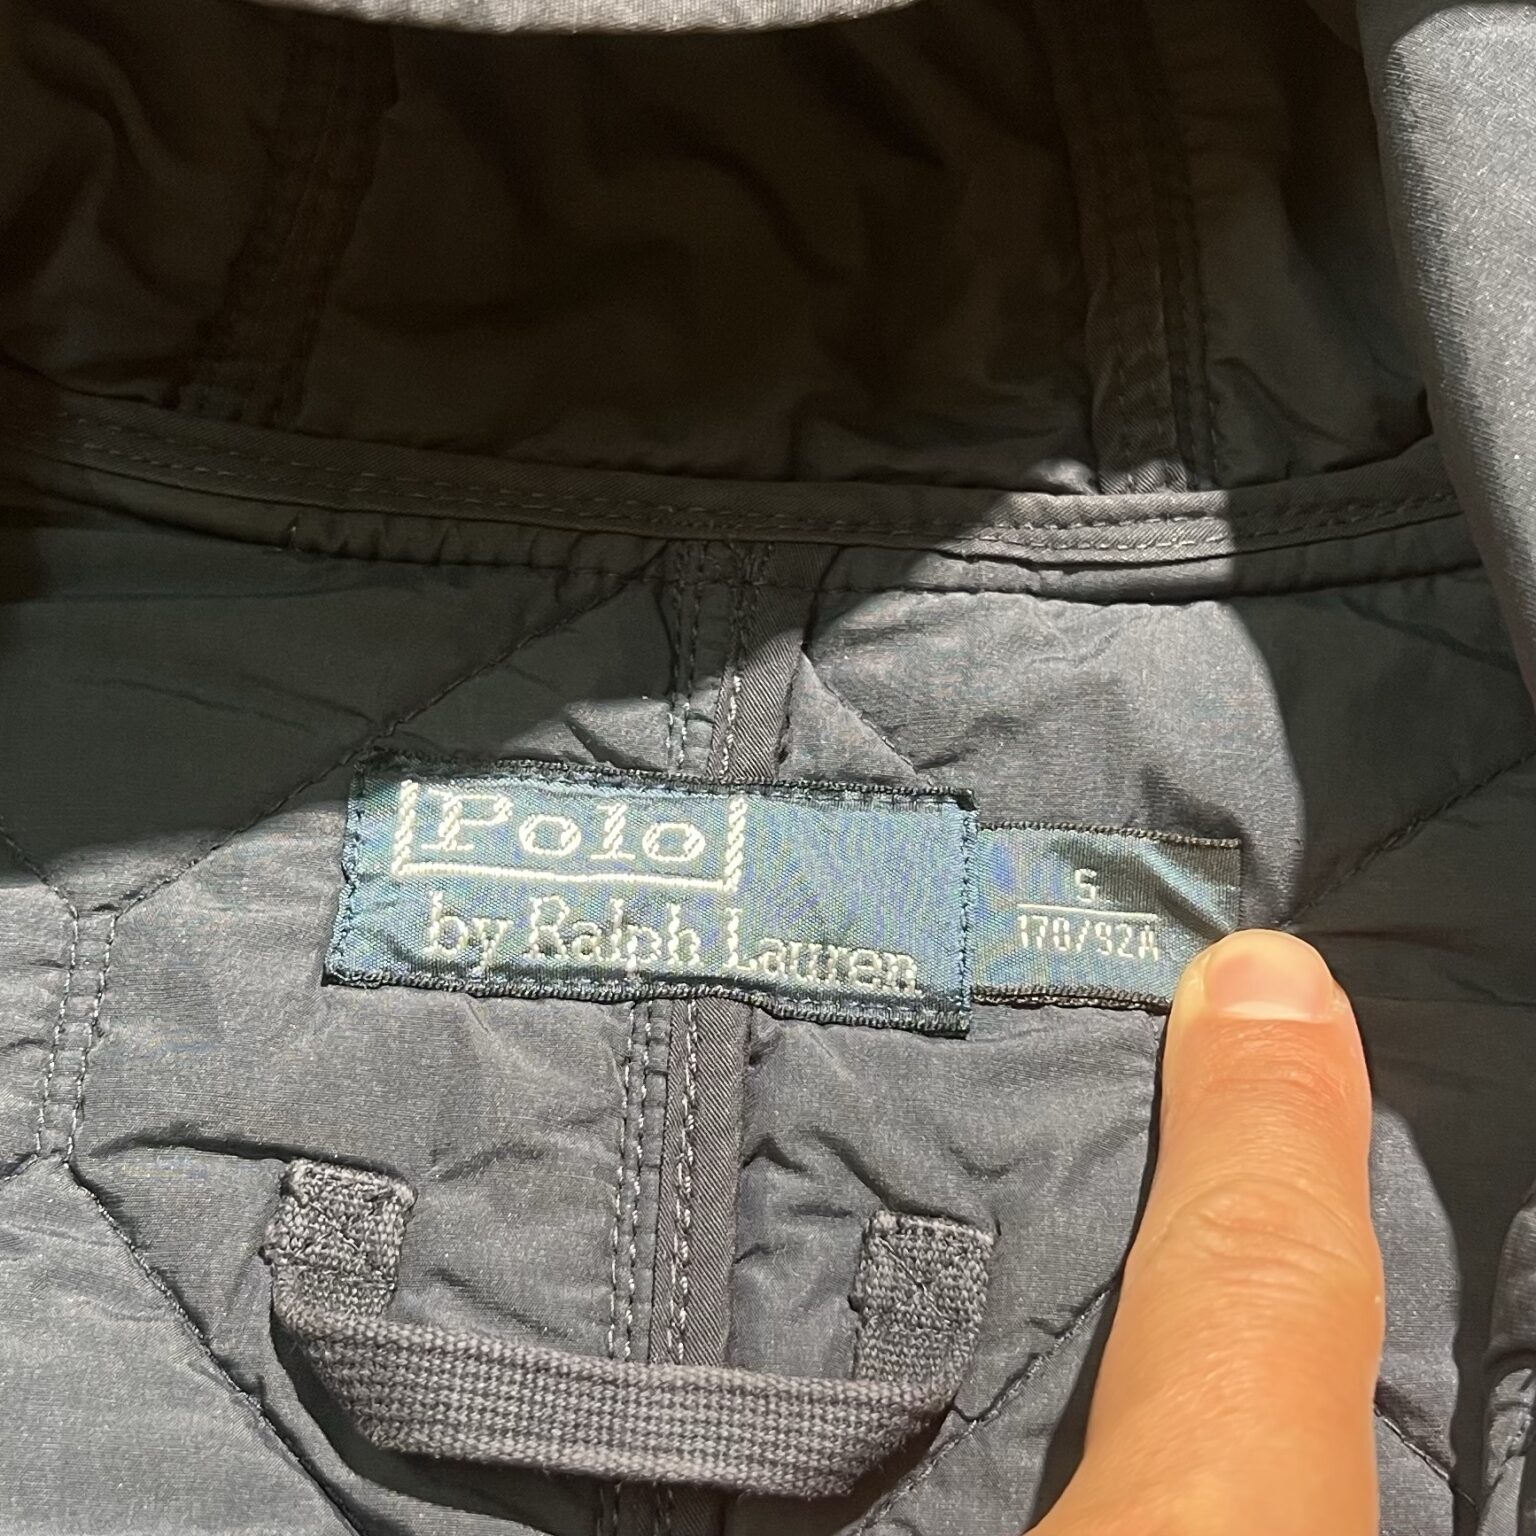 Polo
by Ralph Lauren
S
170/92A